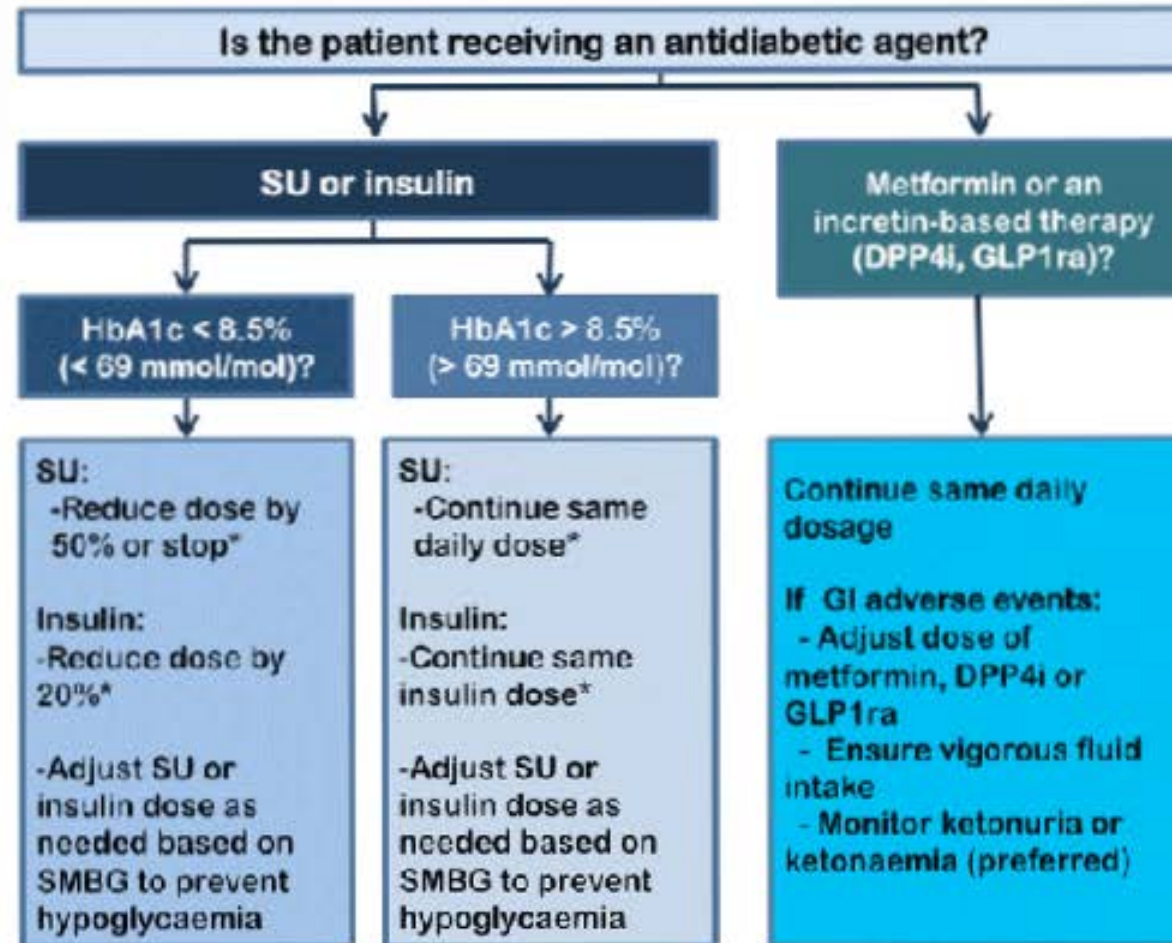 Is the patient receiving an antidiabetic agent?
SU or insulin
Metformin or an
incretin-based therapy
(DPP4i, GLP1ra)?
HbA1c < 8.5%
(< 69 mmol/mol)?
HbA1c > 8.5%
(> 69 mmol/mol)?
SU:
-Reduce dose by
50% or stop*
Insulin:
-Reduce dose by
20%*
-Adjust SU or
insulin dose as
needed based on
SMBG to prevent
hypoglycaemia
SU:
-Continue same
daily dose*
Insulin:
-Continue same
insulin dose*
-Adjust SU or
insulin dose as
needed based on
SMBG to prevent
hypoglycaemia
Continue same daily
dosage
If GI adverse events:
- Adjust dose of
metformin, DPP4i or
GLP1ra
- Ensure vigorous fluid
intake
- Monitor ketonuria or
ketonaemia (preferred)